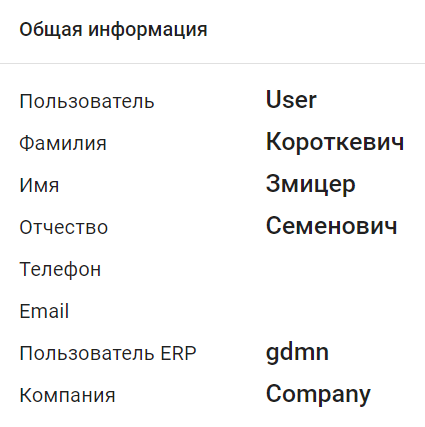 Общая информация
Пользователь User
Фамилия Короткевич
Имя Змицер
Отчество Семенович
Телефон
Email
Пользователь ERP gdmn
Компания Company